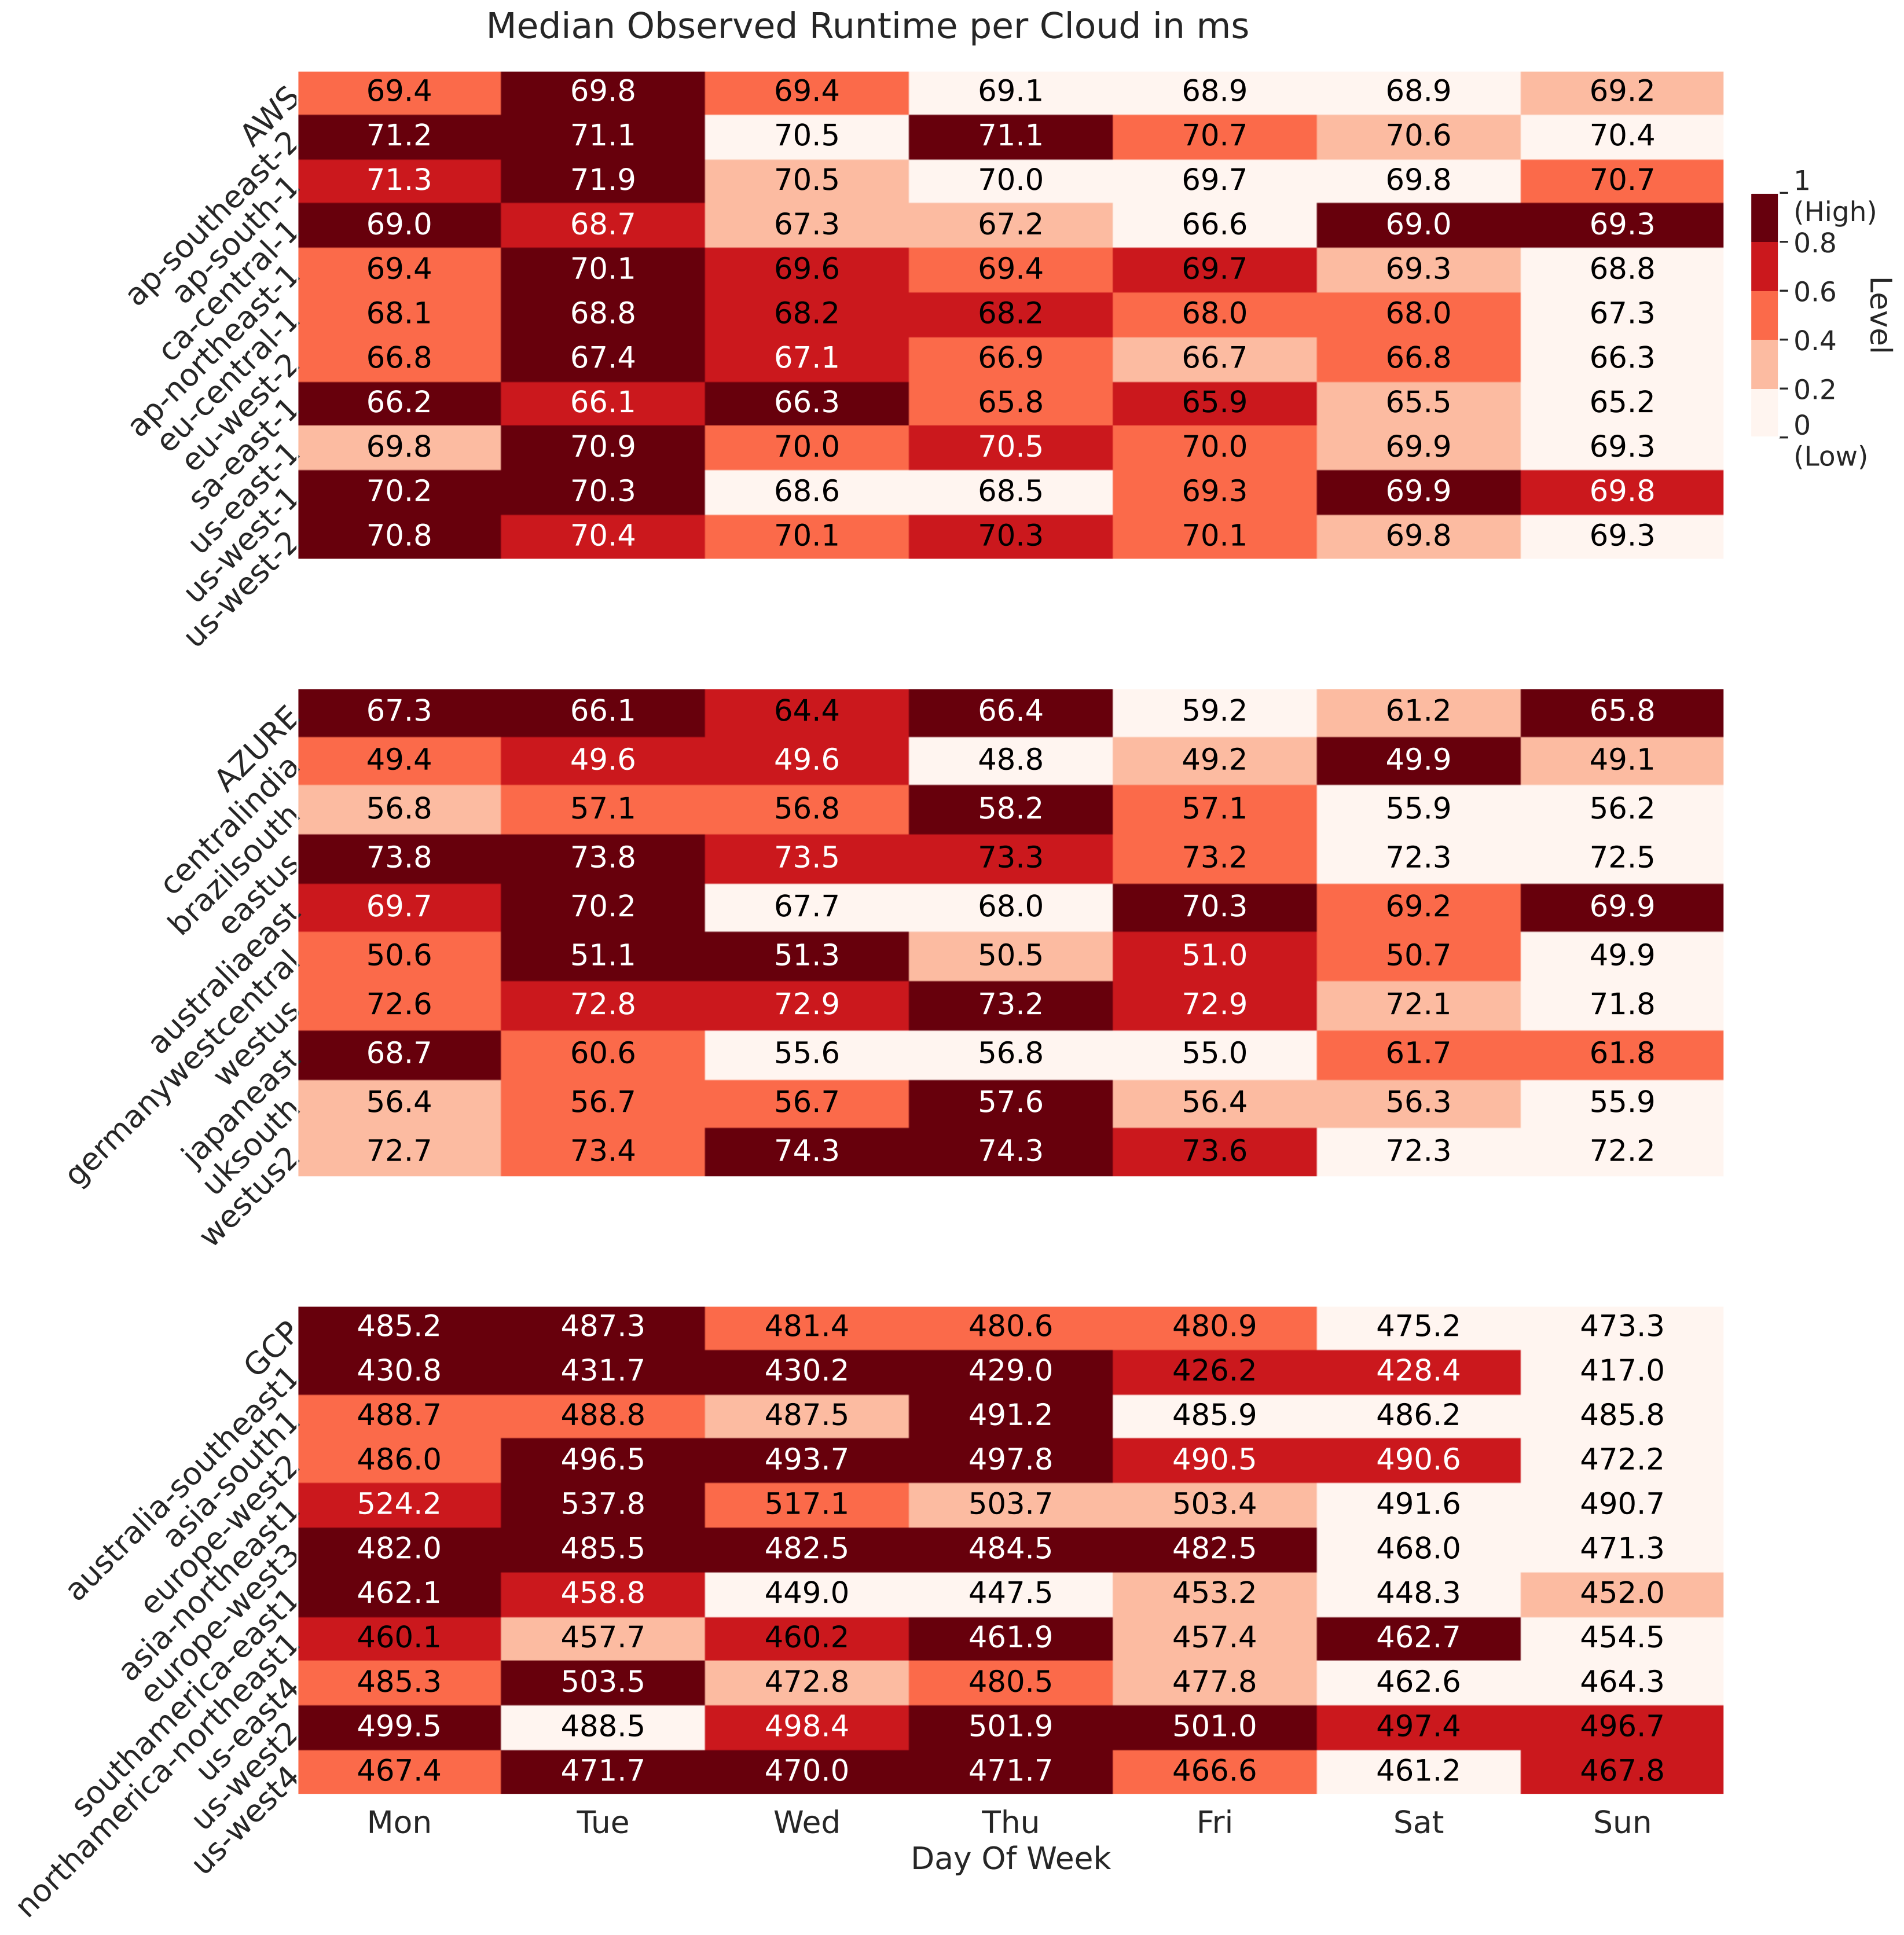 Median Observed Runtime per Cloud in ms
AWS 69.4 69.8 69.4 69.1 68.9 68.9 69.2
ap-southeast-2 71.2 71.1 70.5 71.1 70.7 70.6 70.4
ap-south-1 71.3 71.9 70.5 70.0 69.7 69.8 70.7
ca-central-1 69.0 68.7 67.3 67.2 66.6 69.0 69.3
ap-northeast-1 69.4 70.1 69.6 69.4 69.7 69.3 68.8
eu-central-1 68.1 68.8 68.2 68.2 68.0 68.0 67.3
eu-west-2 66.8 67.4 67.1 66.9 66.7 66.8 66.3
sa-east-1 66.2 66.1 66.3 65.8 65.9 65.5 65.2
us-east-1 69.8 70.9 70.0 70.5 70.0 69.9 69.3
us-west-1 70.2 70.3 68.6 68.5 69.3 69.9 69.8
us-west-2 70.8 70.4 70.1 70.3 70.1 69.8 69.3
1
(High)
0.8
0.6
0.4
0.2
0
(Low)
Level
AZURE 67.3 66.1 64.4 66.4 59.2 61.2 65.8
centralindia 49.4 49.6 49.6 48.8 49.2 49.9 49.1
brazilsouth 56.8 57.1 56.8 58.2 57.1 55.9 56.2
eastus 73.8 73.8 73.5 73.3 73.2 72.3 72.5
australiaeast 69.7 70.2 67.7 68.0 70.3 69.2 69.9
germanywestcentral 50.6 51.1 51.3 50.5 51.0 50.7 49.9
westus 72.6 72.8 72.9 73.2 72.9 72.1 71.8
japaneast 68.7 60.6 55.6 56.8 55.0 61.7 61.8
uksouth 56.4 56.7 56.7 57.6 56.4 56.3 55.9
westus2 72.7 73.4 74.3 74.3 73.6 72.3 72.2
GCP 485.2 487.3 481.4 480.6 480.9 475.2 473.3
australia-southeast1 430.8 431.7 430.2 429.0 426.2 428.4 417.0
asia-south1 488.7 488.8 487.5 491.2 485.9 486.2 485.8
europe-west2 486.0 496.5 493.7 497.8 490.5 490.6 472.2
asia-northeast1 524.2 537.8 517.1 503.7 503.4 491.6 490.7
europe-west3 482.0 485.5 482.5 484.5 482.5 468.0 471.3
southamerica-east1 462.1 458.8 449.0 447.5 453.2 448.3 452.0
northamerica-northeast1 460.1 457.7 460.2 461.9 457.4 462.7 454.5
us-east4 485.3 503.5 472.8 480.5 477.8 462.6 464.3
us-west2 499.5 488.5 498.4 501.9 501.0 497.4 496.7
us-west4 467.4 471.7 470.0 471.7 466.6 461.2 467.8
Mon Tue Wed Thu Fri Sat Sun
Day Of Week